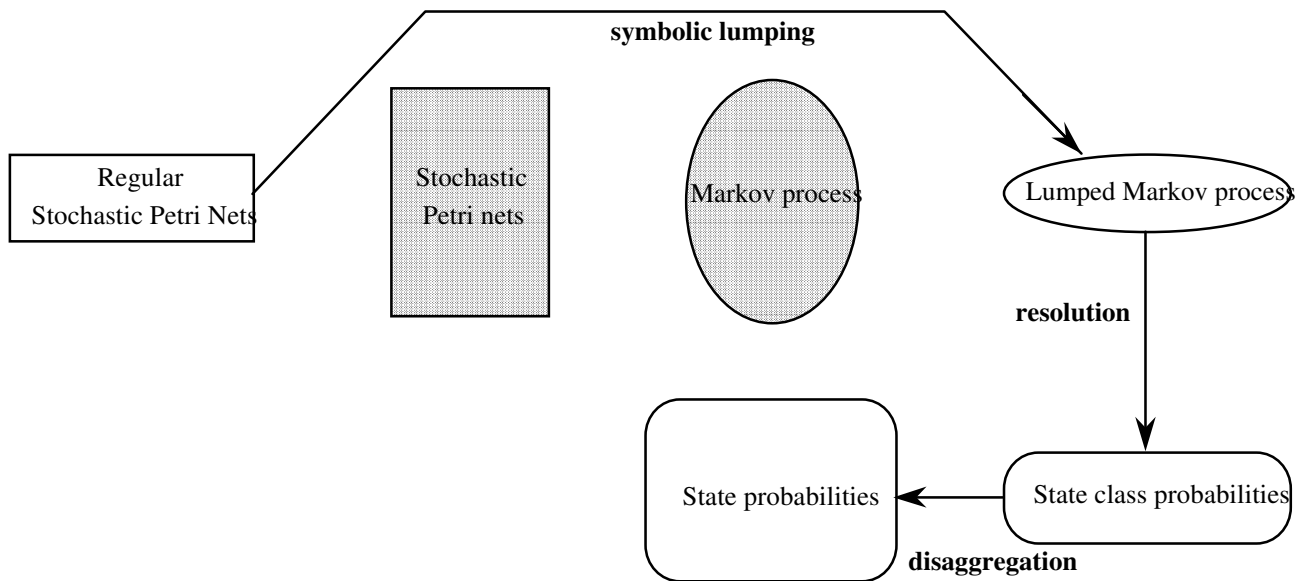 symbolic lumping
Regular
Stochastic Petri Nets
Stochastic
Petri nets
Markov process
Lumped Markov process
resolution
State probabilities
State class probabilities
disaggregation